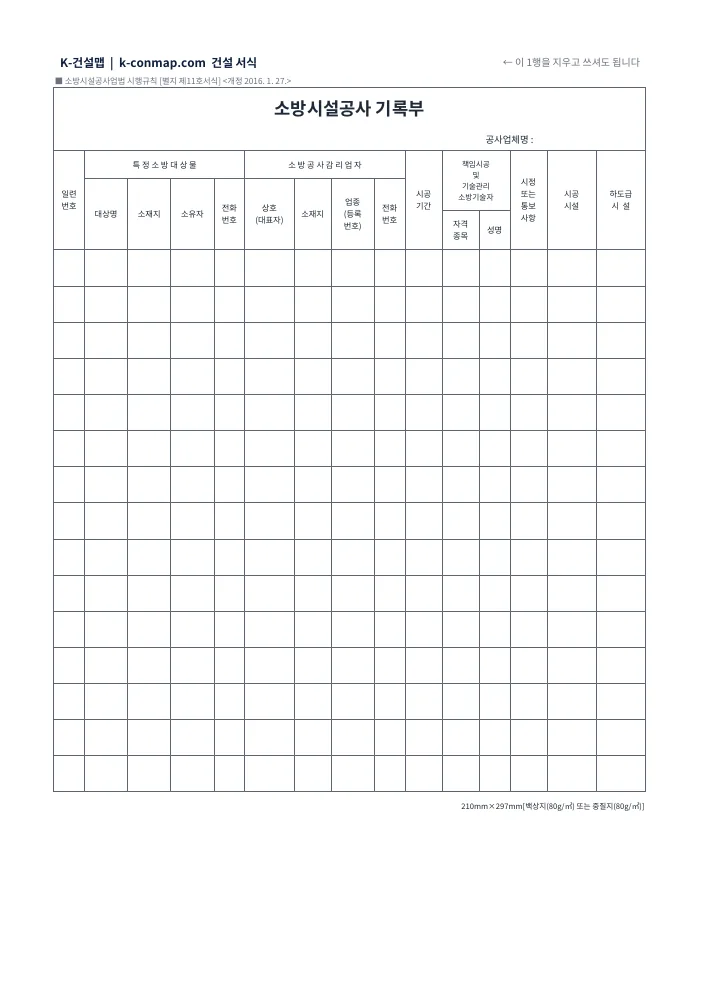 K-건설맵 | k-conmap.com 건설 서식
← 이 1행을 지우고 쓰셔도 됩니다
■ 소방시설공사업법 시행규칙 [별지 제11호서식] <개정 2016. 1. 27.>
소방시설공사 기록부
공사업체명 :
일련
번호
특정소방대상물
대상명
소재지
소유자
전화
번호
소방공사감리업자
상호
(대표자)
소재지
업종
(등록
번호)
전화
번호
시공
기간
책임시공
및
기술관리
소방기술자
자격
종목
성명
시정
또는
통보
사항
시공
시설
하도급
시 설
210mm×297mm[백상지(80g/㎡) 또는 중질지(80g/㎡)]